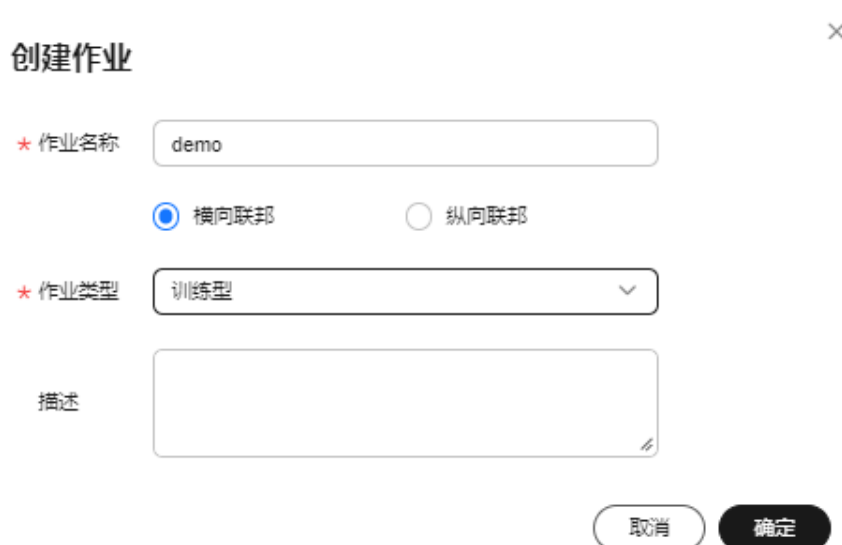 创建作业
* 作业名称 demo
横向联邦 纵向联邦
* 作业类型 训练型
描述
取消 确定